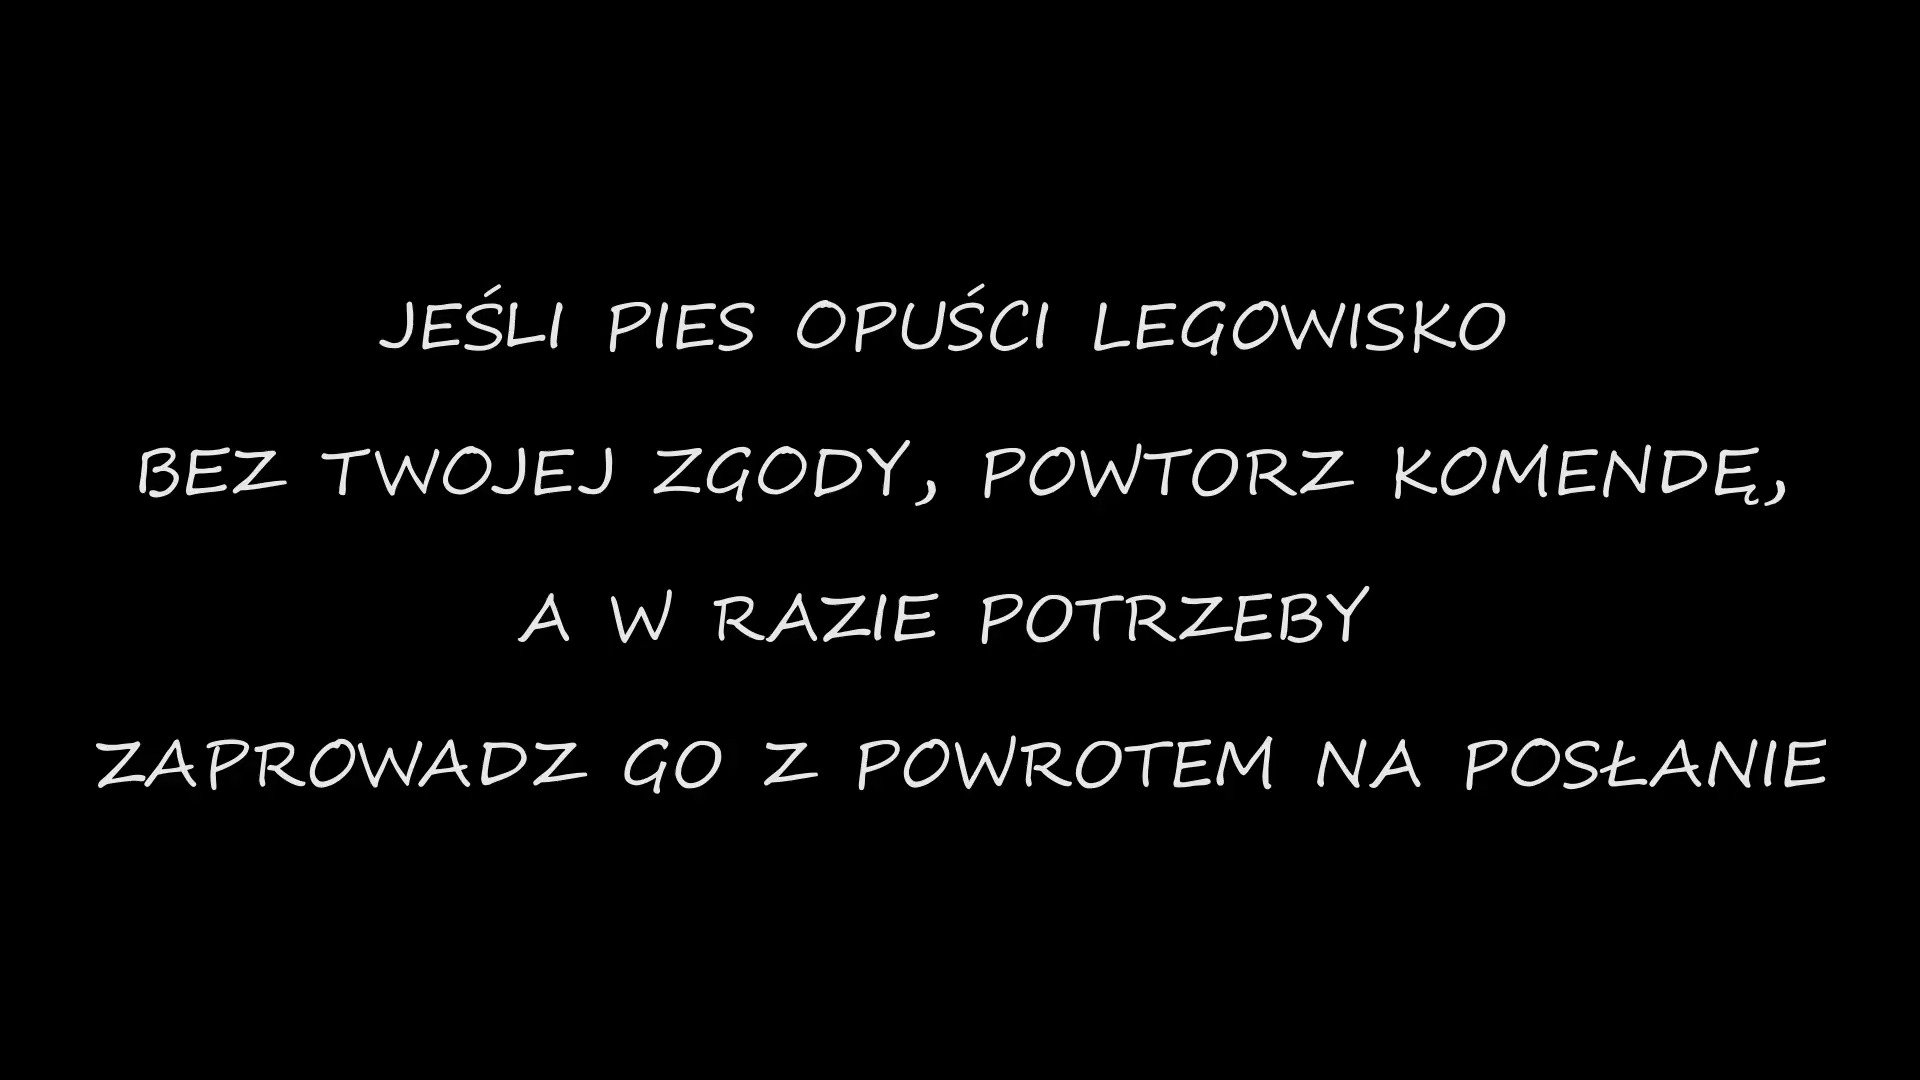 JEŚLI PIES OPUŚCI LEGOWISKO
BEZ TWOJEJ ZGODY, POWTORZ KOMENDĘ,
A W RAZIE POTRZEBY
ZAPROWADZ GO Z POWROTEM NA POSŁANIE